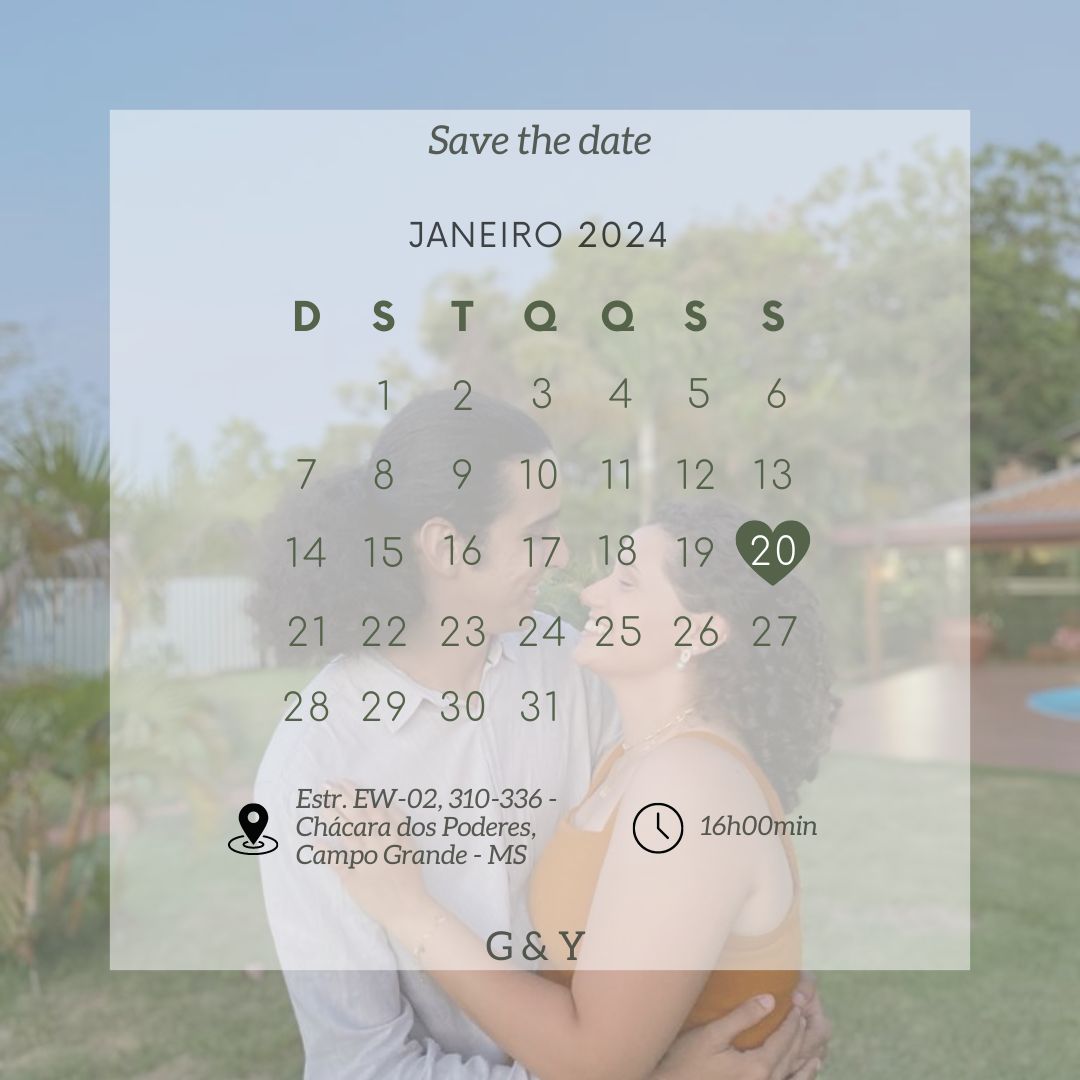 Save the date
JANEIRO 2024
D S T Q Q S S
1 2 3 4 5 6
7 8 9 10 11 12 13
14 15 16 17 18 19 20
21 22 23 24 25 26 27
28 29 30 31
Estr. EW-02, 310-336 -
Chácara dos Poderes,
Campo Grande - MS
16h00min
G & Y